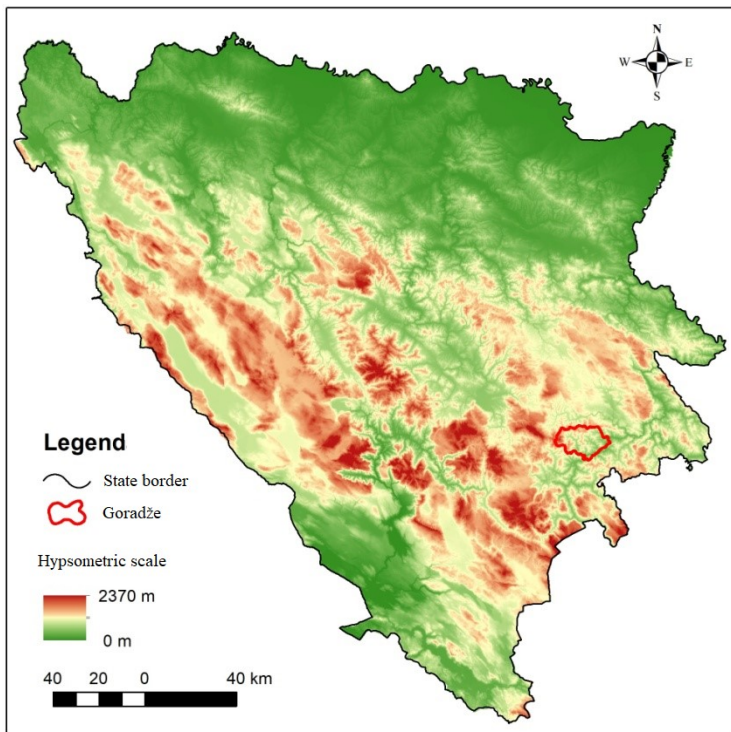 N
W E
S
Legend
State border
Goradže
Hypsometric scale
2370 m
0 m
40 20 0 40 km